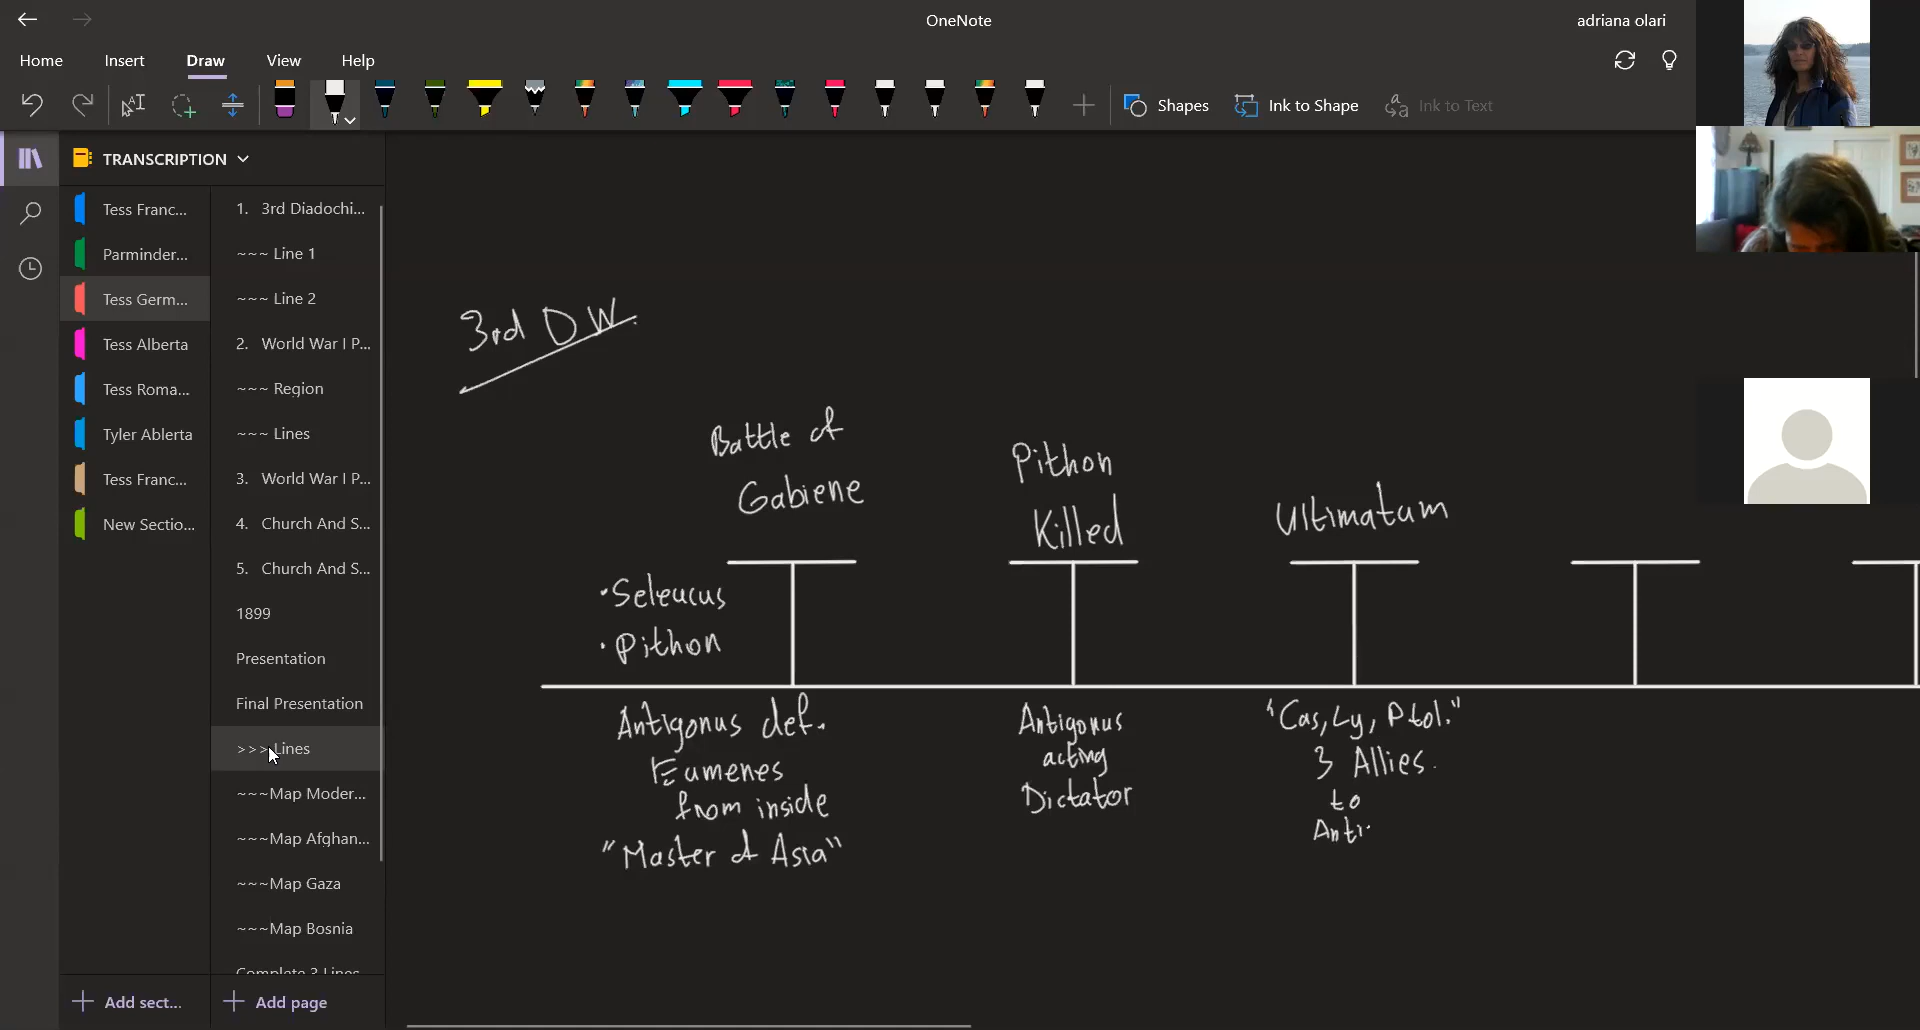 OneNote
adriana olari
Home Insert Draw View Help
Shapes Ink to Shape Ink to Text
TRANSCRIPTION
Tess Franc...
Parminder...
Tess Germ...
Tess Alberta
Tess Roma...
Tyler Ablerta
Tess Franc...
New Sectio...
Add sect...
1. 3rd Diadochi...
~~~ Line 1
~~~ Line 2
2. World War I P...
~~~ Region
~~~ Lines
3. World War I P...
4. Church And S...
5. Church And S...
1899
Presentation
Final Presentation
>>> Lines
~~~Map Moder...
~~~Map Afghan...
~~~Map Gaza
~~~Map Bosnia
Complete 3 Lines
Add page
3rd DW.
Battle of
Gabiene
• Seleucus
• Pithon
Antigonus def.
Eumenes
from inside
"Master of Asia"
Pithon
Killed
Antigonus
acting
Dictator
Ultimatum
"Cas, Ly, Ptol."
3 Allies.
to
Anti.